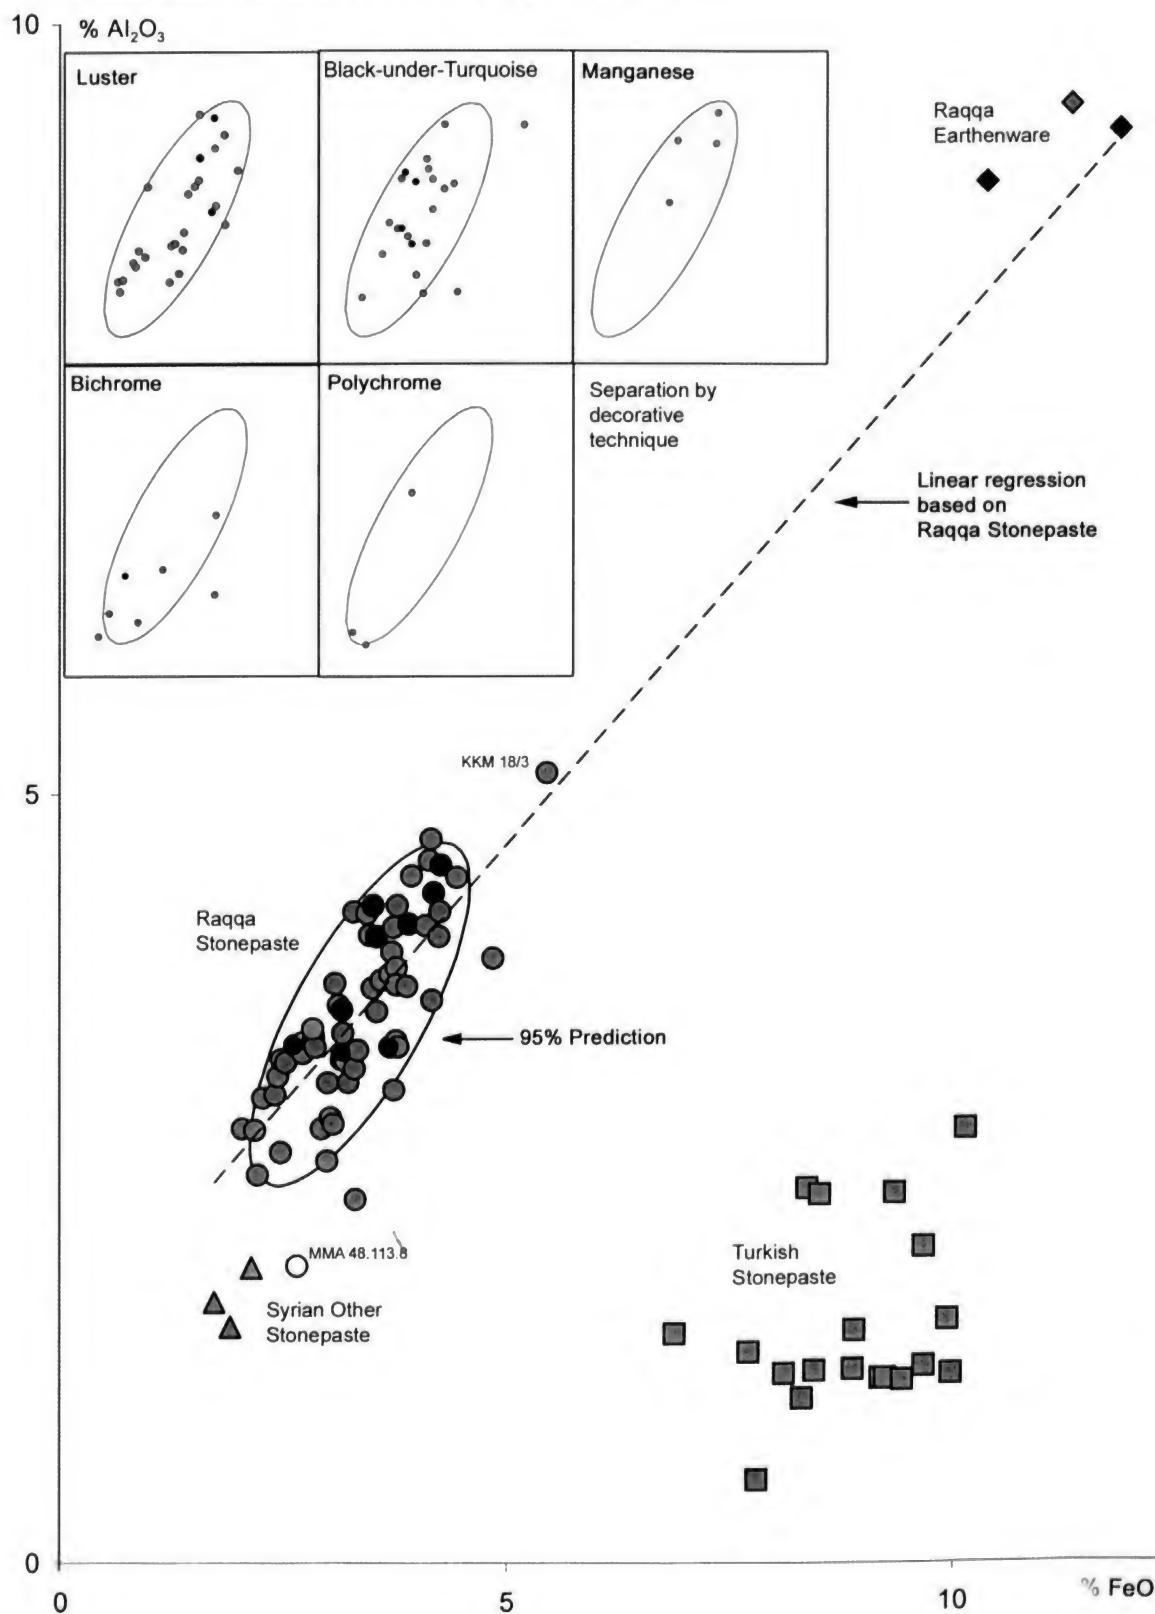 10
% Al₂O₃
Luster
Black-under-Turquoise
Manganese
Raqqa
Earthenware
Bichrome
Polychrome
Separation by
decorative
technique
Linear regression
based on
Raqqa Stonepaste
KKM 18/3
5
Raqqa
Stonepaste
95% Prediction
MMA 48.113.8
Turkish
Stonepaste
Syrian Other
Stonepaste
0
0
5
10
% FeO